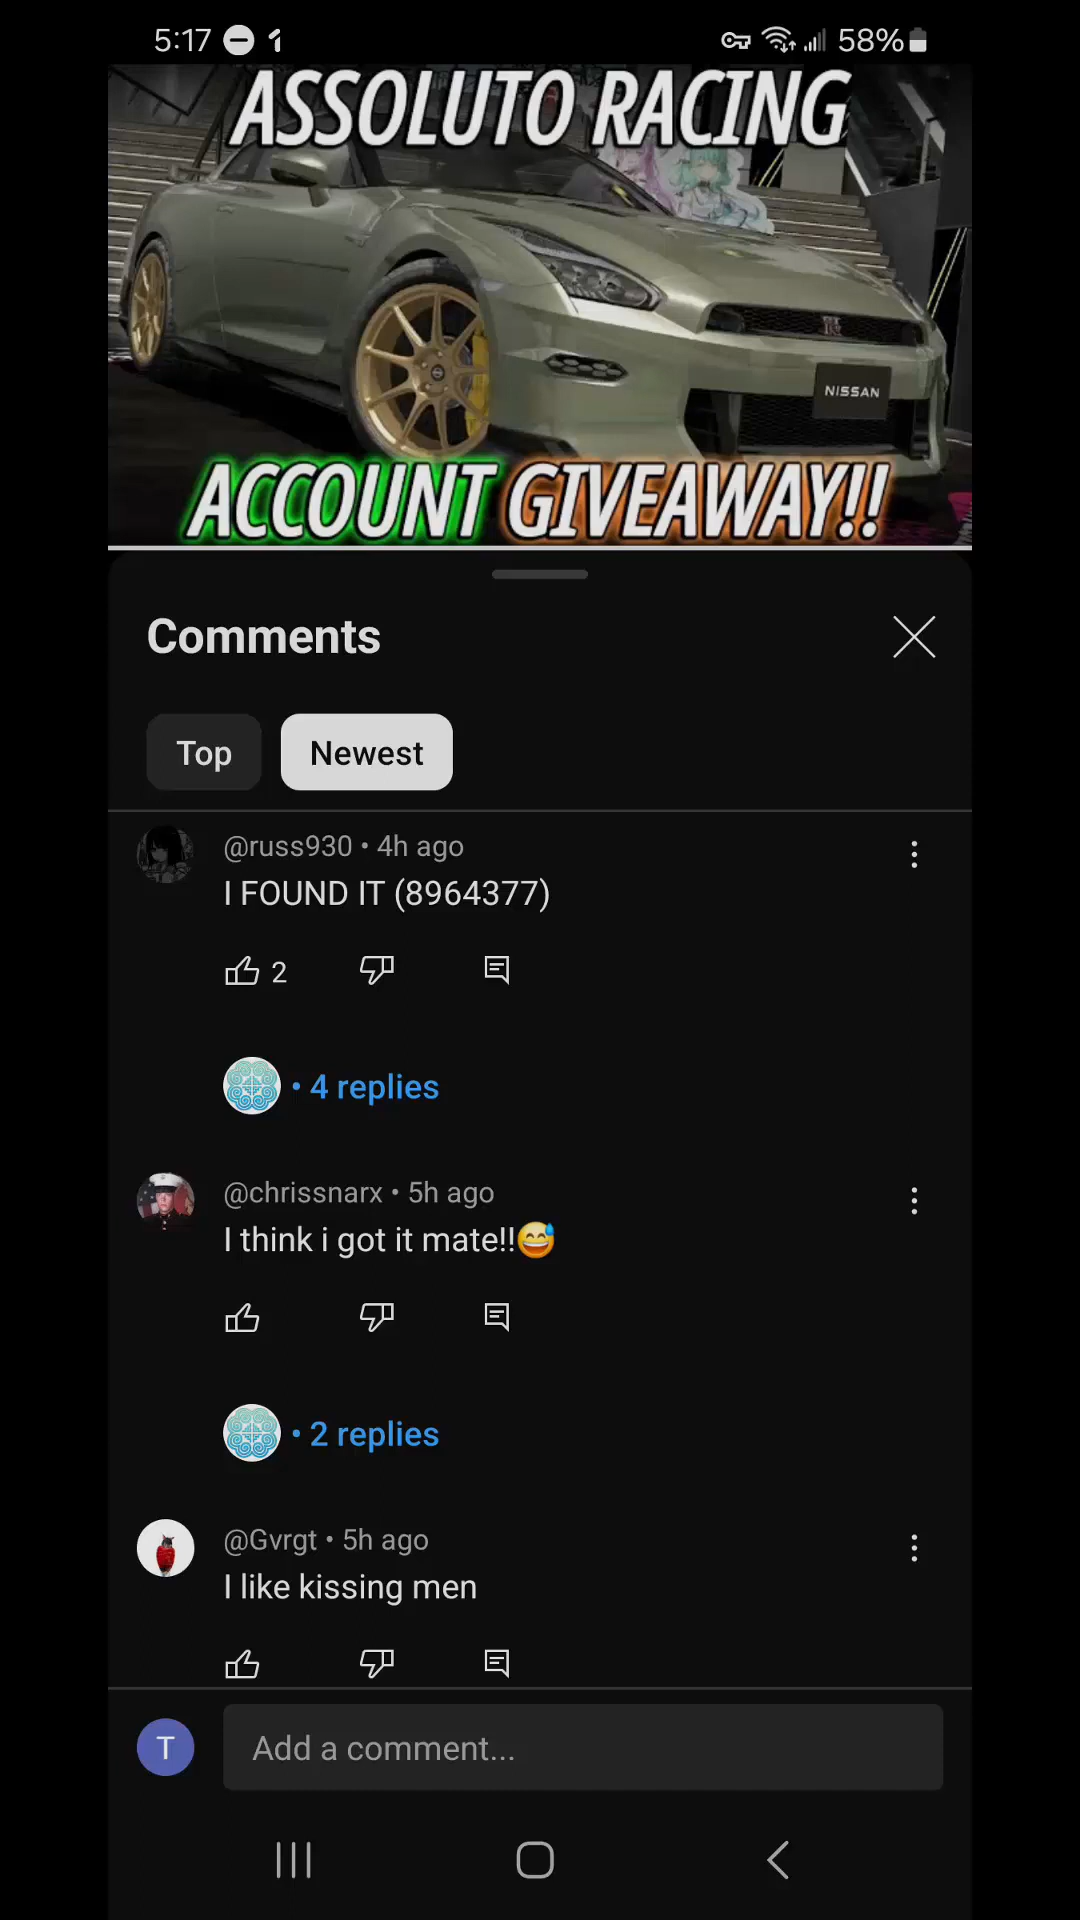 5:17
58%
ASSOLUTO RACING
NISSAN
ACCOUNT GIVEAWAY!!
Comments
Top
Newest
@russ930 • 4h ago
I FOUND IT (8964377)
2
• 4 replies
@chrissnarx • 5h ago
I think i got it mate!!😅
• 2 replies
@Gvrgt • 5h ago
I like kissing men
T
Add a comment...